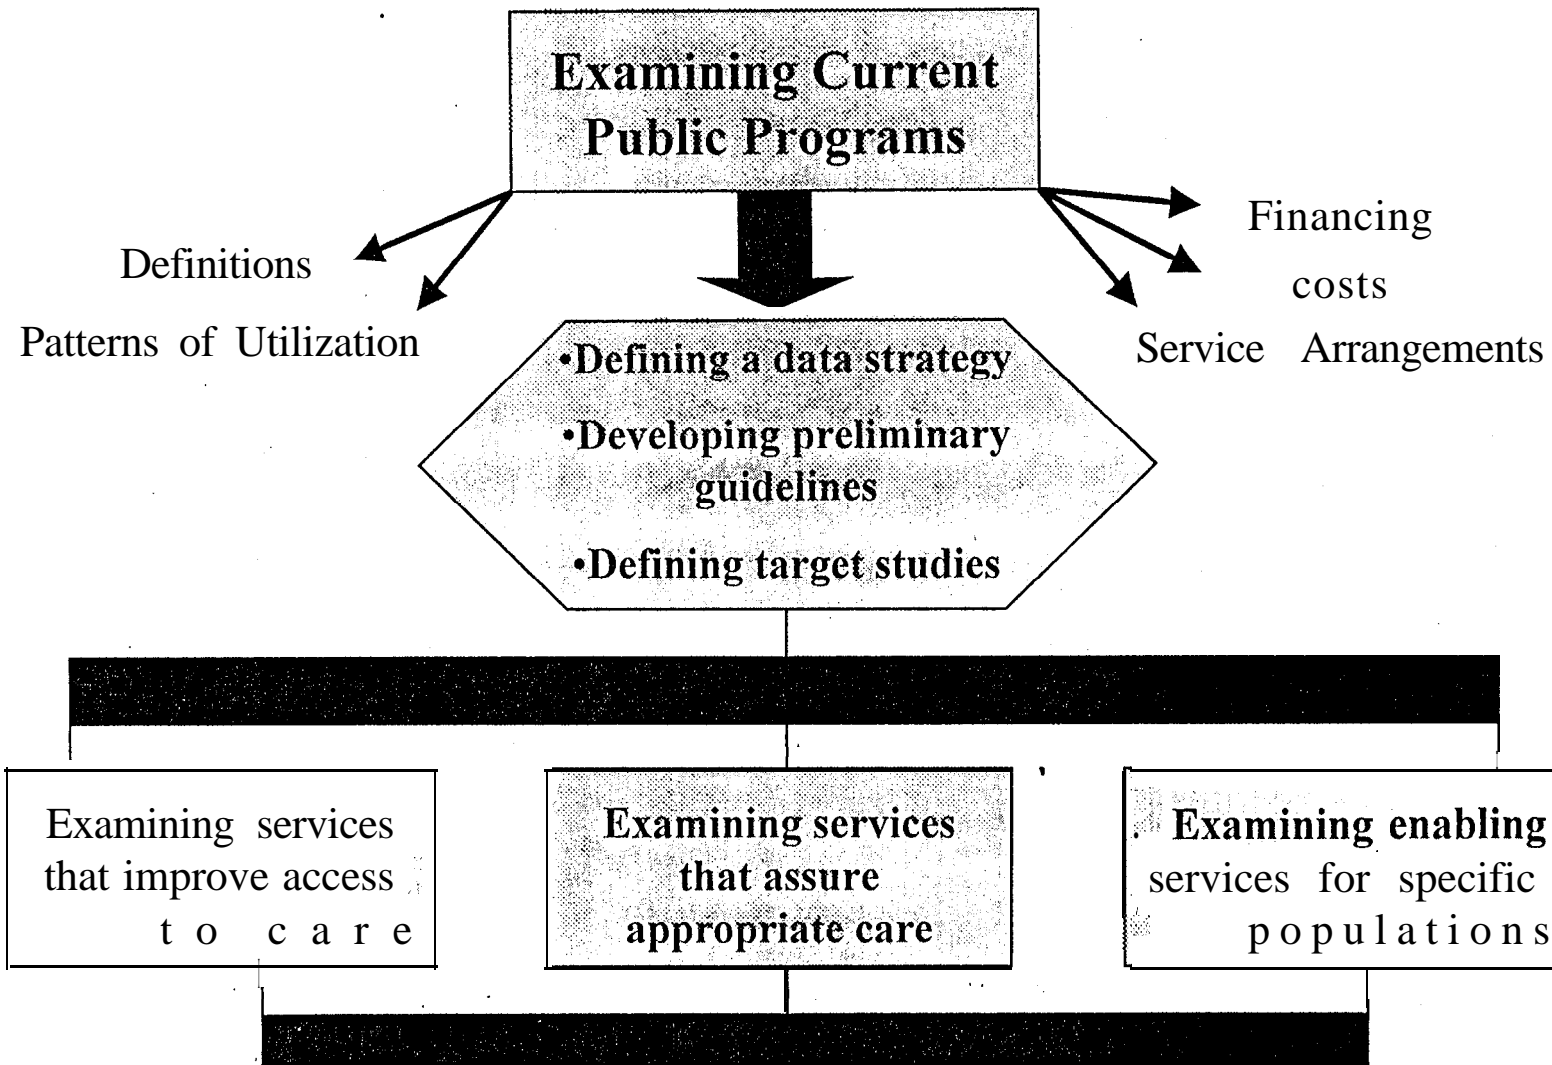 Examining Current
Public Programs
Definitions
Patterns of Utilization
Financing
costs
Service Arrangements
•Defining a data strategy
•Developing preliminary
guidelines
•Defining target studies
Examining services
that improve access
to care
Examining services
that assure
appropriate care
Examining enabling
services for specific
populations